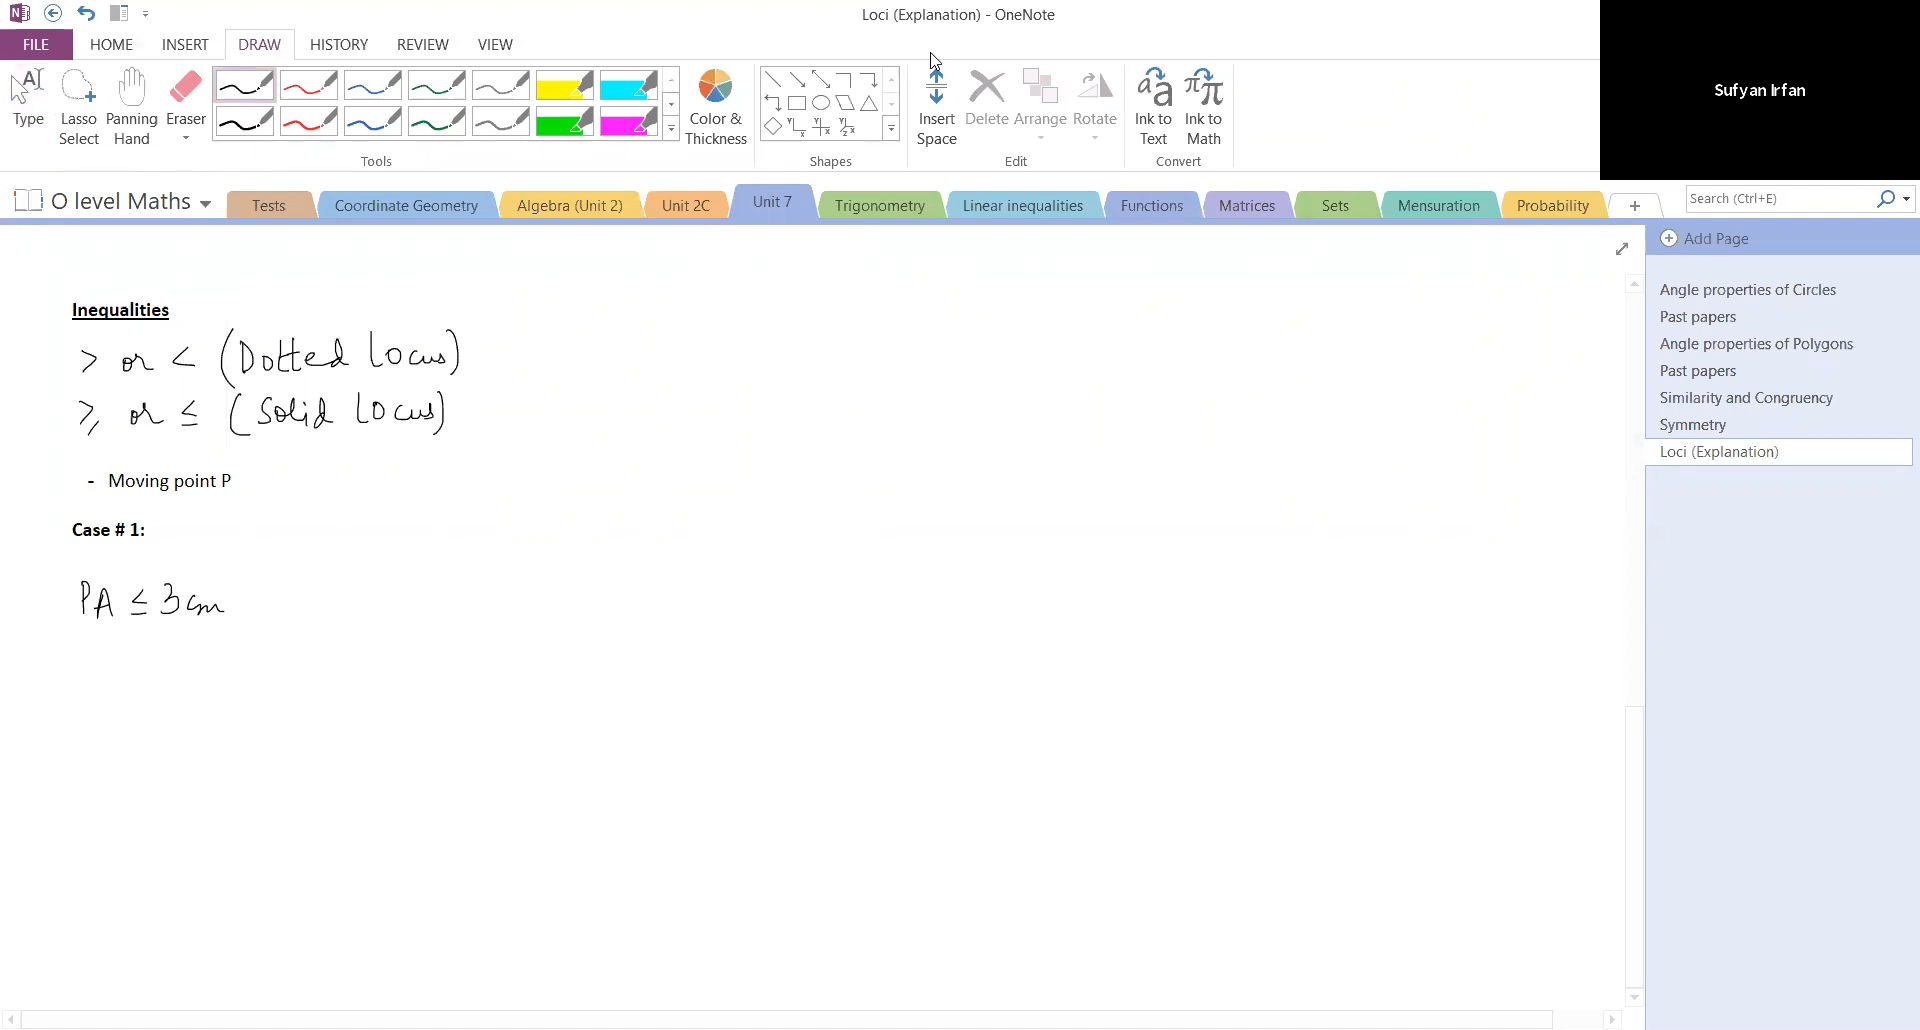 Loci (Explanation) - OneNote
Sufyan Irfan
FILE HOME INSERT DRAW HISTORY REVIEW VIEW
Type
Lasso Select
Panning Hand
Eraser
Color & Thickness
Insert Space
Delete
Arrange
Rotate
Ink to Text
Ink to Math
Tools
Shapes
Edit
Convert
O level Maths
Tests
Coordinate Geometry
Algebra (Unit 2)
Unit 2C
Unit 7
Trigonometry
Linear inequalities
Functions
Matrices
Sets
Mensuration
Probability
Search (Ctrl+E)
Add Page
Angle properties of Circles
Past papers
Angle properties of Polygons
Past papers
Similarity and Congruency
Symmetry
Loci (Explanation)
Inequalities
> or < (Dotted Locus)
≥ or ≤ (Solid Locus)
- Moving point P
Case # 1:
PA ≤ 3cm